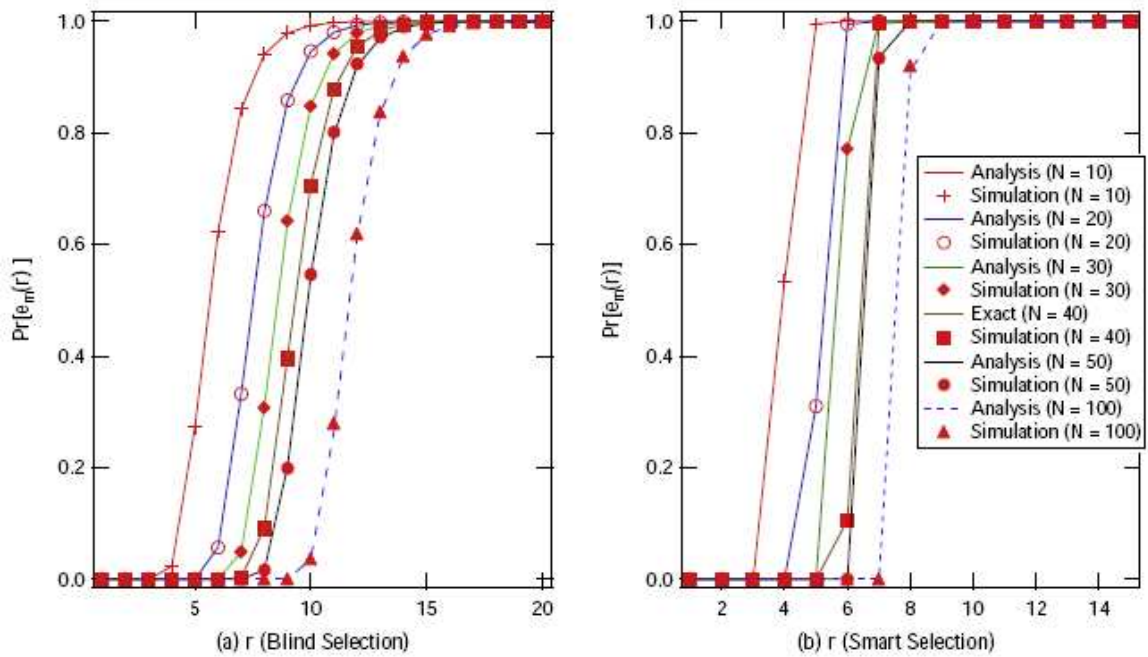 1.0
0.8
0.6
0.4
0.2
0.0
Pr[eₘ(r) ]
5
10
15
20
(a) r (Blind Selection)
1.0
0.8
0.6
0.4
0.2
0.0
Pr[eₘ(r)]
2
4
6
8
10
12
14
(b) r (Smart Selection)
Analysis (N = 10)
Simulation (N = 10)
Analysis (N = 20)
Simulation (N = 20)
Analysis (N = 30)
Simulation (N = 30)
Exact (N = 40)
Simulation (N = 40)
Analysis (N = 50)
Simulation (N = 50)
Analysis (N = 100)
Simulation (N = 100)